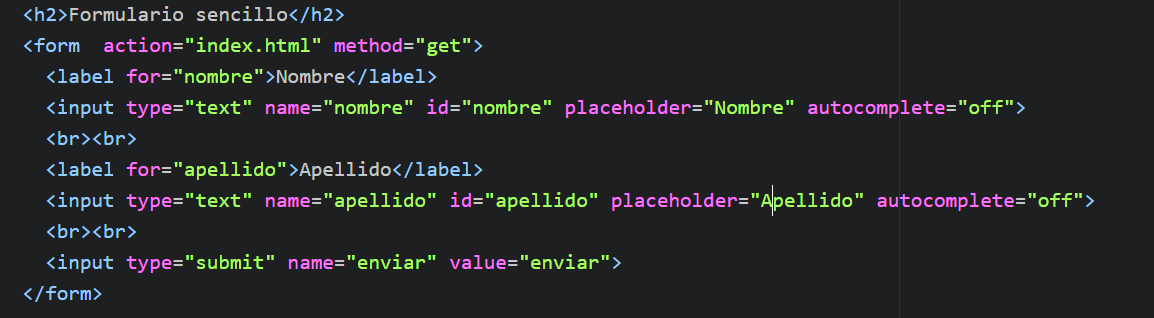 <h2>Formulario sencillo</h2>
<form  action="index.html" method="get">
<label for="nombre">Nombre</label>
<input type="text" name="nombre" id="nombre" placeholder="Nombre" autocomplete="off">
<br><br>
<label for="apellido">Apellido</label>
<input type="text" name="apellido" id="apellido" placeholder="Apellido" autocomplete="off">
<br><br>
<input type="submit" name="enviar" value="enviar">
</form>